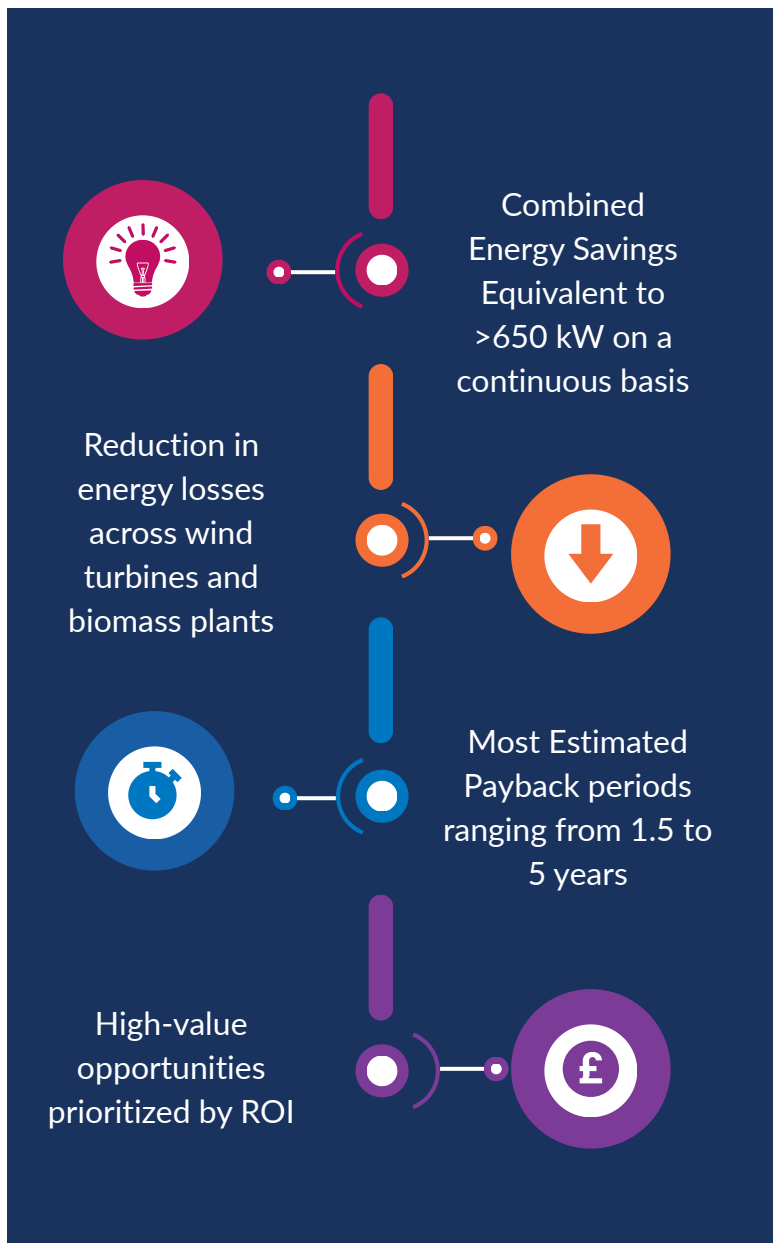 Combined
Energy Savings
Equivalent to
>650 kW on a
continuous basis
Reduction in
energy losses
across wind
turbines and
biomass plants
Most Estimated
Payback periods
ranging from 1.5 to
5 years
High-value
opportunities
prioritized by ROI
£